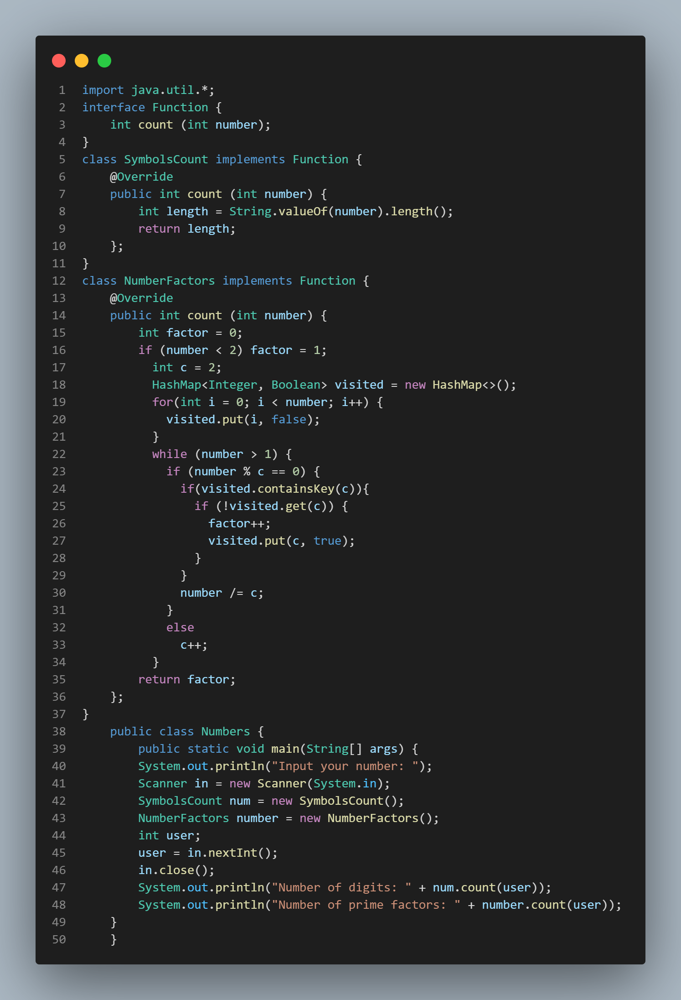 1 import java.util.*;
2 interface Function {
3     int count (int number);
4 }
5 class SymbolsCount implements Function {
6     @Override
7     public int count (int number) {
8         int length = String.valueOf(number).length();
9         return length;
10     };
11 }
12 class NumberFactors implements Function {
13     @Override
14     public int count (int number) {
15         int factor = 0;
16         if (number < 2) factor = 1;
17           int c = 2;
18           HashMap<Integer, Boolean> visited = new HashMap<>();
19           for(int i = 0; i < number; i++) {
20             visited.put(i, false);
21           }
22           while (number > 1) {
23             if (number % c == 0) {
24               if(visited.containsKey(c)){
25                 if (!visited.get(c)) {
26                   factor++;
27                   visited.put(c, true);
28                 }
29               }
30               number /= c;
31             }
32             else
33               c++;
34           }
35         return factor;
36     };
37 }
38     public class Numbers {
39         public static void main(String[] args) {
40         System.out.println("Input your number: ");
41         Scanner in = new Scanner(System.in);
42         SymbolsCount num = new SymbolsCount();
43         NumberFactors number = new NumberFactors();
44         int user;
45         user = in.nextInt();
46         in.close();
47         System.out.println("Number of digits: " + num.count(user));
48         System.out.println("Number of prime factors: " + number.count(user));
49     }
50     }